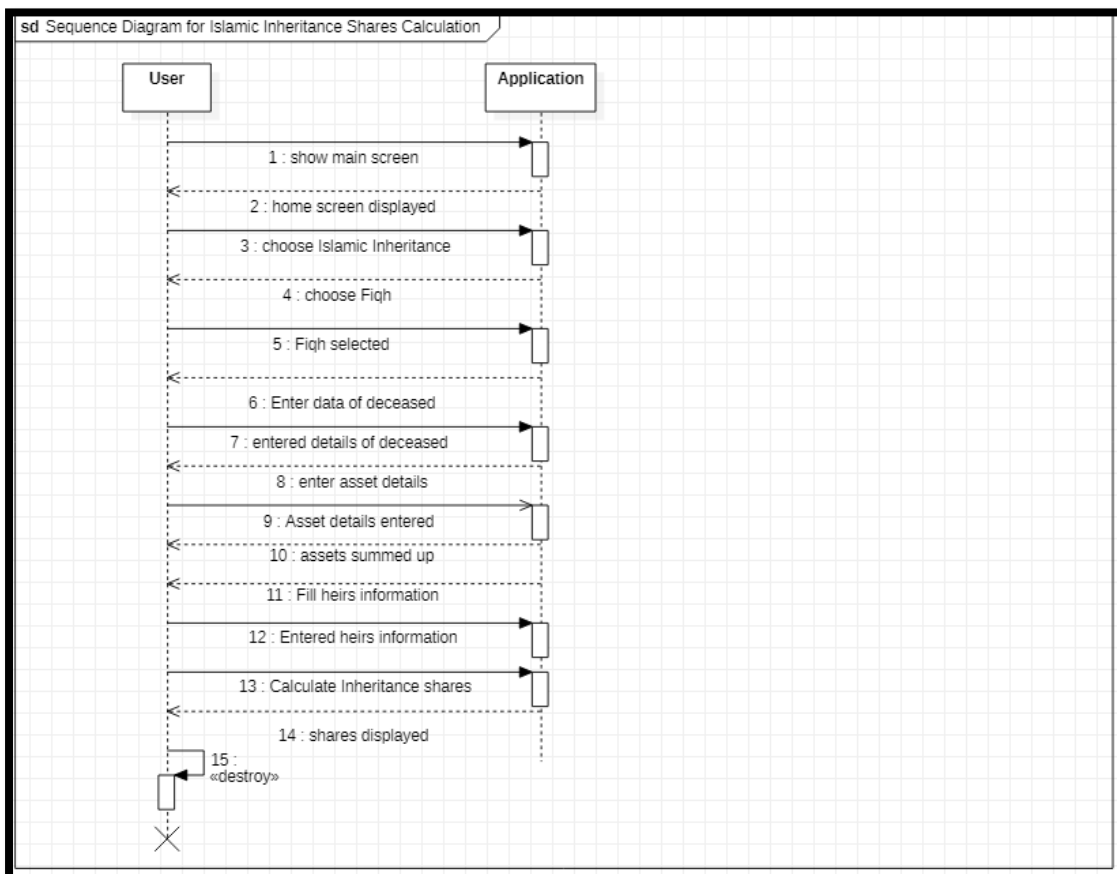 sd Sequence Diagram for Islamic Inheritance Shares Calculation
User
Application
1 : show main screen
2 : home screen displayed
3 : choose Islamic Inheritance
4 : choose Fiqh
5 : Fiqh selected
6 : Enter data of deceased
7 : entered details of deceased
8 : enter asset details
9 : Asset details entered
10 : assets summed up
11 : Fill heirs information
12 : Entered heirs information
13 : Calculate Inheritance shares
14 : shares displayed
15 :
«destroy»